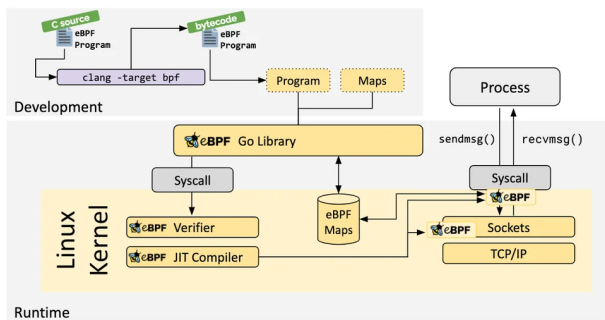 C source
eBPF
Program
bytecode
eBPF
Program
clang -target bpf
Program
Maps
Development
Process
sendmsg()
recvmsg()
eBPF Go Library
Syscall
Syscall
eBPF
Linux
Kernel
eBPF Verifier
eBPF
Maps
eBPF
Sockets
eBPF JIT Compiler
TCP/IP
Runtime